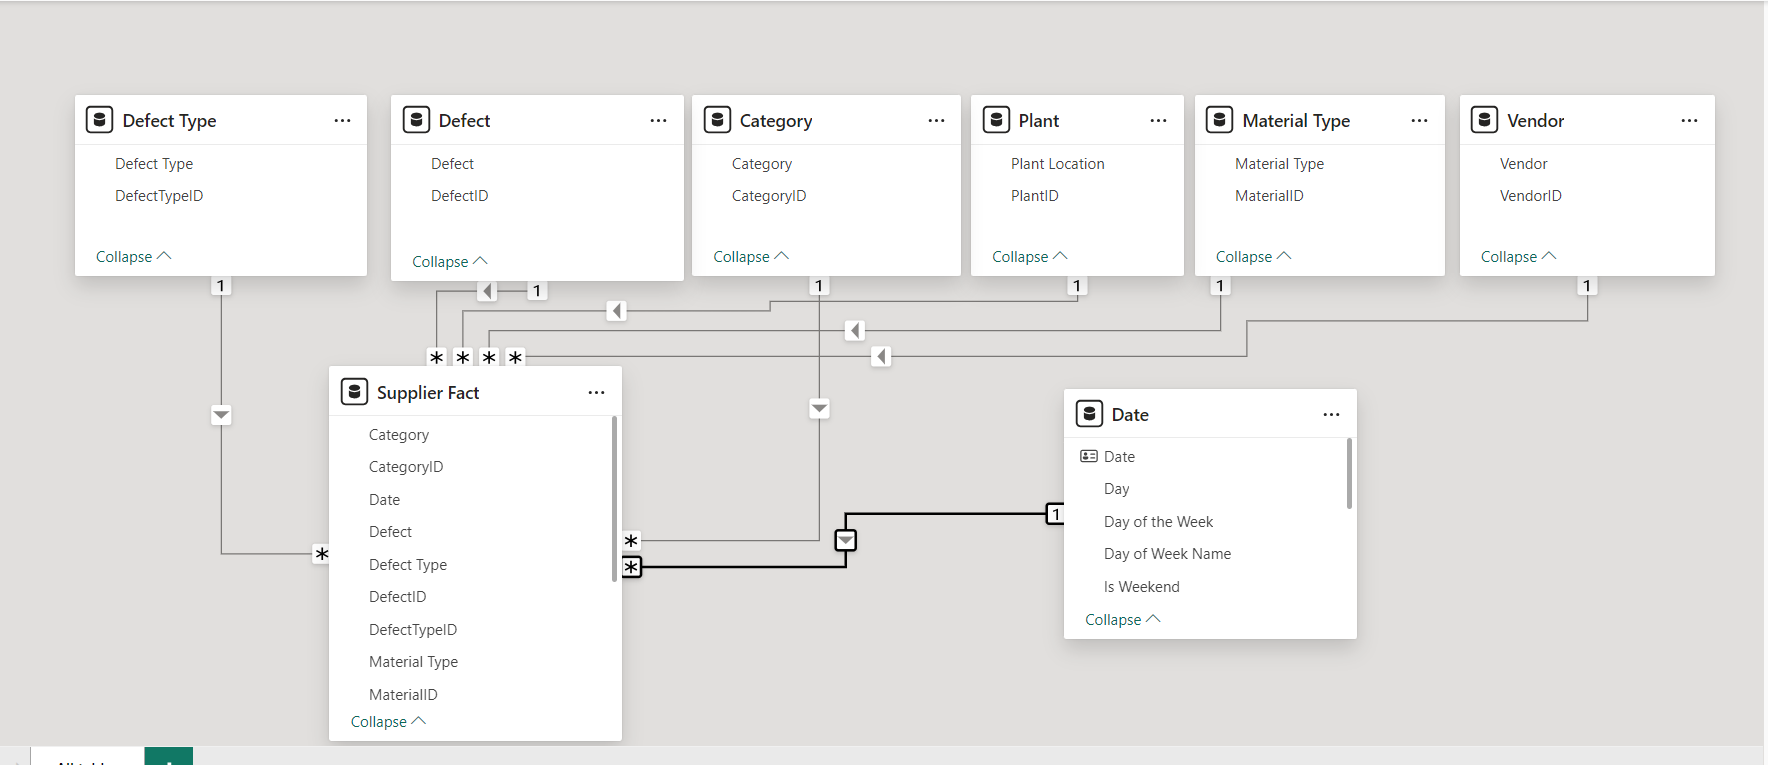 Defect Type
Defect Type
DefectTypeID
Collapse
Defect
Defect
DefectID
Collapse
Category
Category
CategoryID
Collapse
Plant
Plant Location
PlantID
Collapse
Material Type
Material Type
MaterialID
Collapse
Vendor
Vendor
VendorID
Collapse
1
1
1
1
1
1
* * * *
*
*
*
1
Supplier Fact
Category
CategoryID
Date
Defect
Defect Type
DefectID
DefectTypeID
Material Type
MaterialID
Collapse
Date
Date
Day
Day of the Week
Day of Week Name
Is Weekend
Collapse